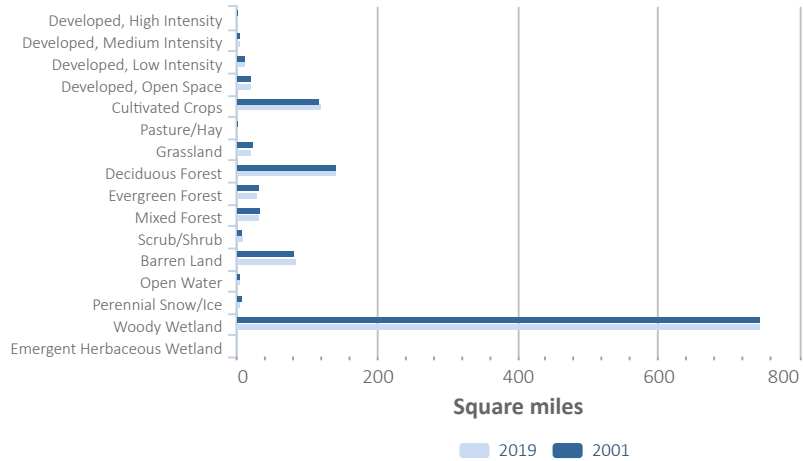 Developed, High Intensity
Developed, Medium Intensity
Developed, Low Intensity
Developed, Open Space
Cultivated Crops
Pasture/Hay
Grassland
Deciduous Forest
Evergreen Forest
Mixed Forest
Scrub/Shrub
Barren Land
Open Water
Perennial Snow/Ice
Woody Wetland
Emergent Herbaceous Wetland
0 200 400 600 800
Square miles
2019 2001